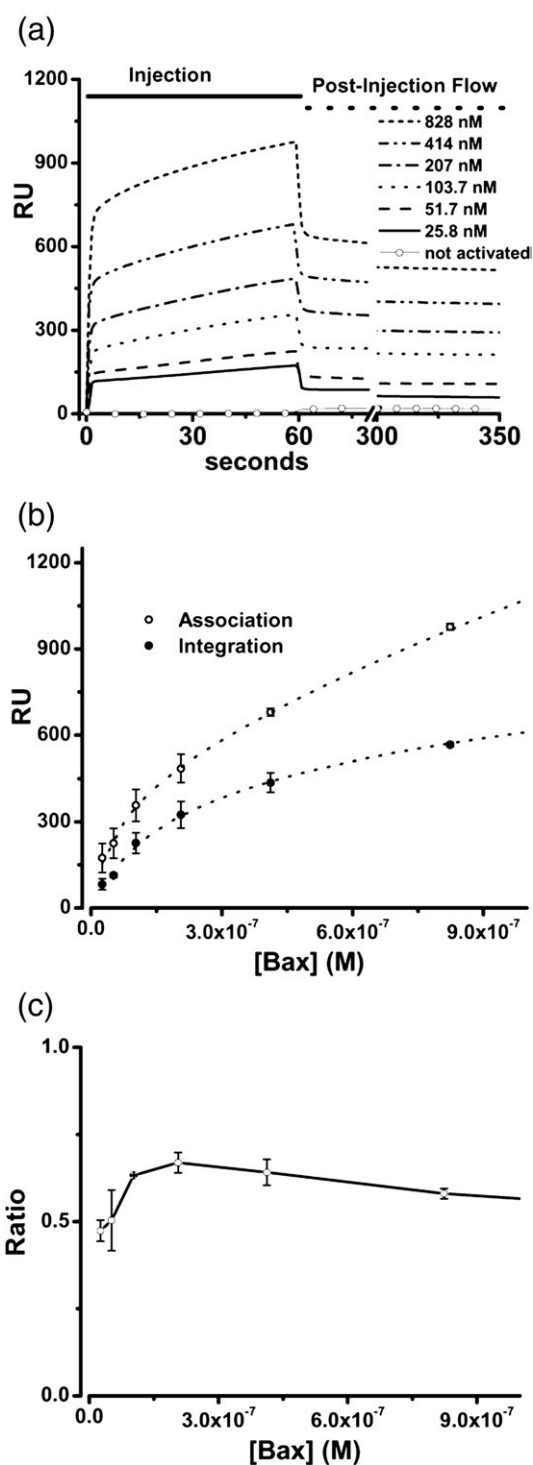 (a)
1200
900
600
300
0
RU
Injection
Post-Injection Flow
828 nM
414 nM
207 nM
103.7 nM
51.7 nM
25.8 nM
not activated
0 30 60 300 350
seconds
(b)
1200
900
600
300
0
RU
Association
Integration
0.0 3.0x10⁻⁷ 6.0x10⁻⁷ 9.0x10⁻⁷
[Bax] (M)
(c)
1.0
0.5
0.0
Ratio
0.0 3.0x10⁻⁷ 6.0x10⁻⁷ 9.0x10⁻⁷
[Bax] (M)